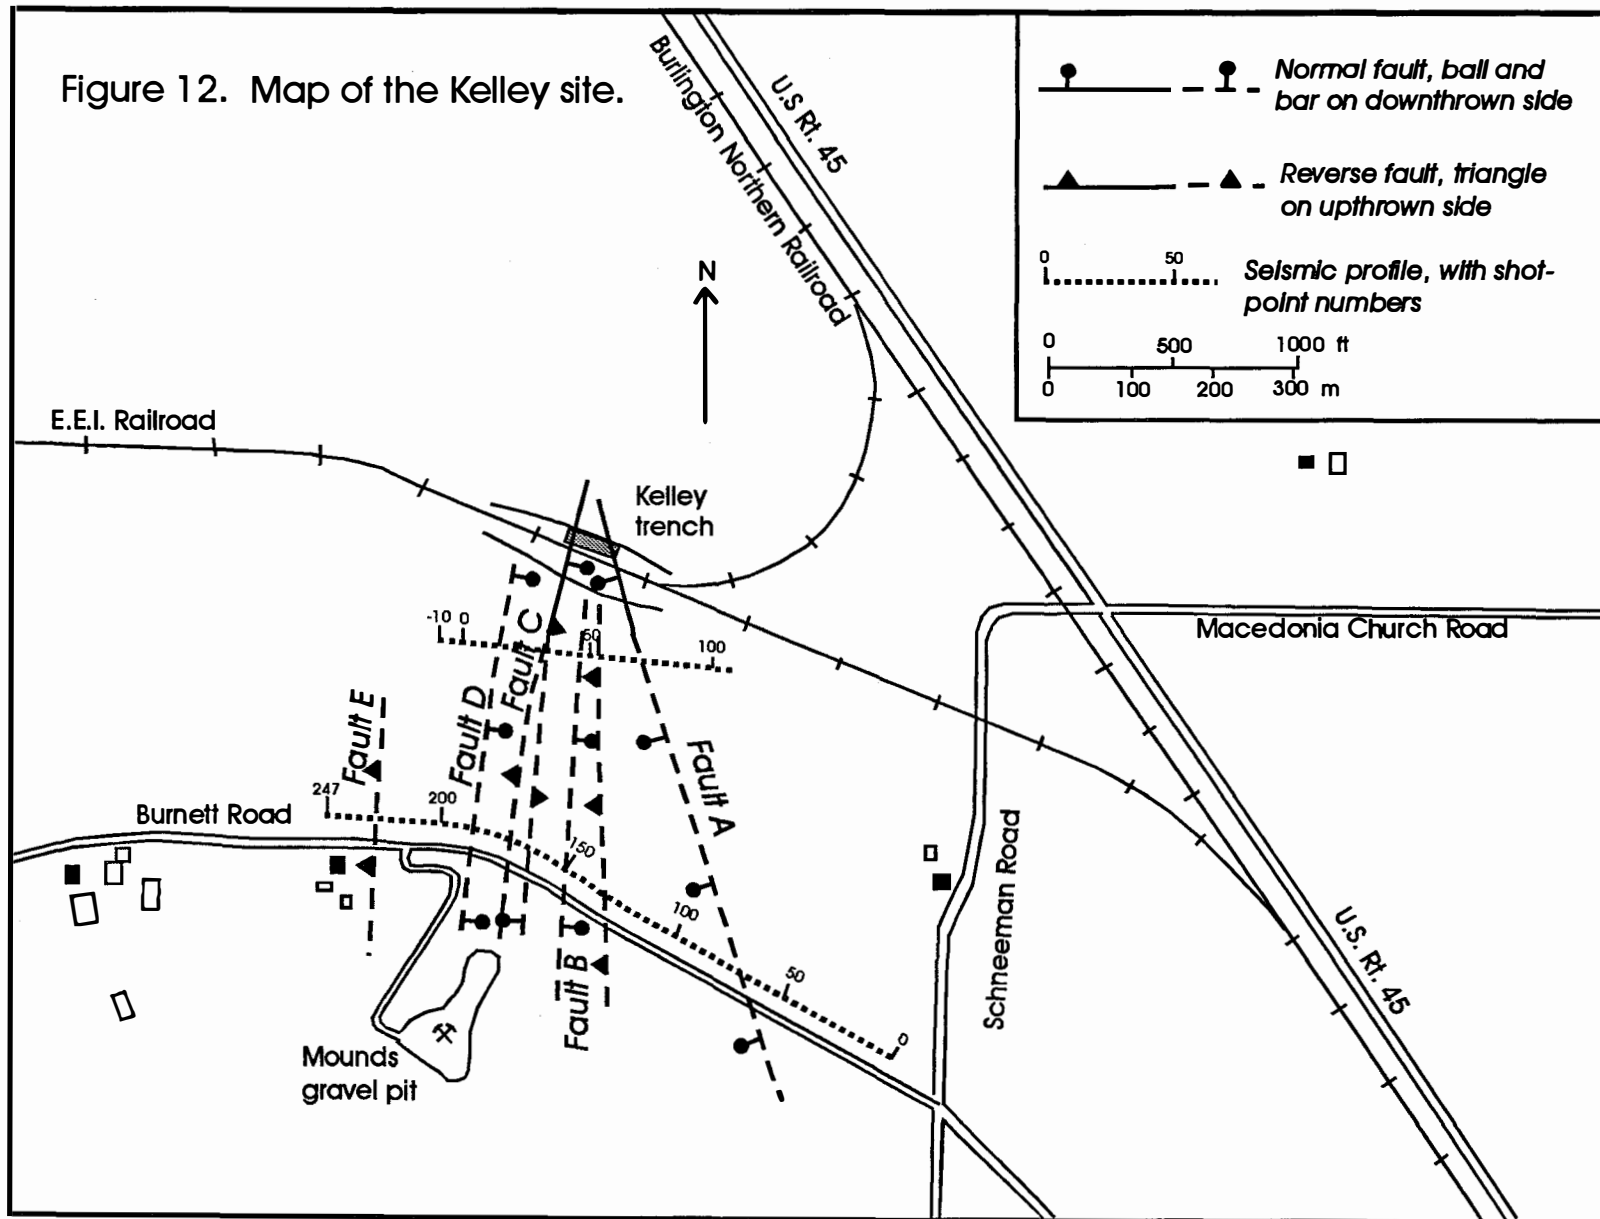 Figure 12. Map of the Kelley site.
Burlington Northern Railroad
U.S Rt. 45
Normal fault, ball and
bar on downthrown side
Reverse fault, triangle
on upthrown side
0 50
Seismic profile, with shot-
point numbers
0 500 1000 ft
0 100 200 300 m
N
E.E.I. Railroad
Kelley
trench
-10 0 50 100
Macedonia Church Road
Fault C
Fault D
Fault E
Fault A
247 200 150 100 50 0
Burnett Road
Fault B
Schneeman Road
U.S. Rt. 45
Mounds
gravel pit